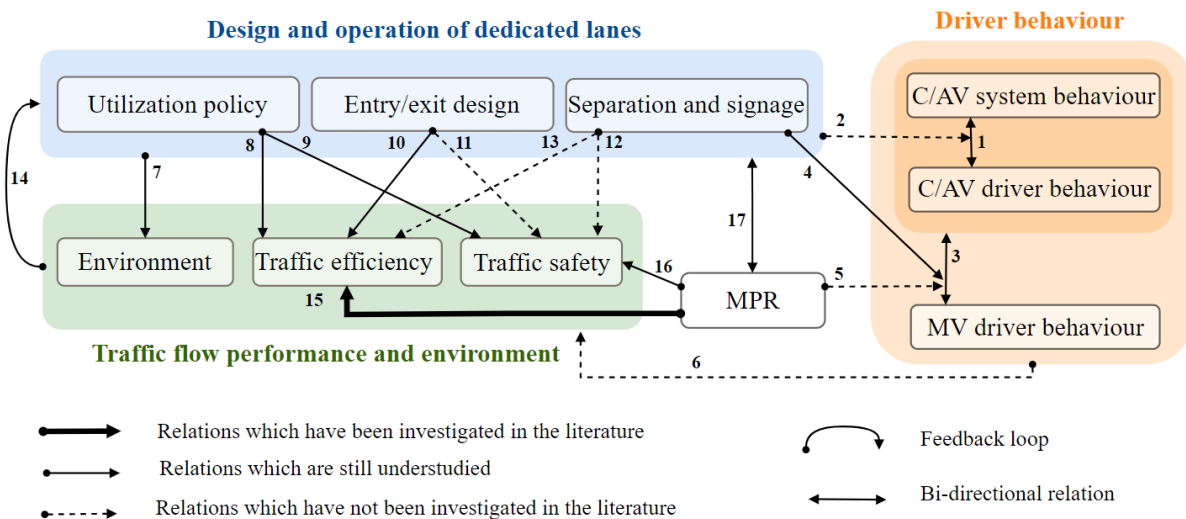 Design and operation of dedicated lanes
Driver behaviour
Utilization policy
Entry/exit design
Separation and signage
C/AV system behaviour
2
1
8
9
10
11
13
12
14
7
4
C/AV driver behaviour
17
3
Environment
Traffic efficiency
Traffic safety
16
5
15
MPR
MV driver behaviour
Traffic flow performance and environment
6
Relations which have been investigated in the literature
Feedback loop
Relations which are still understudied
Bi-directional relation
Relations which have not been investigated in the literature